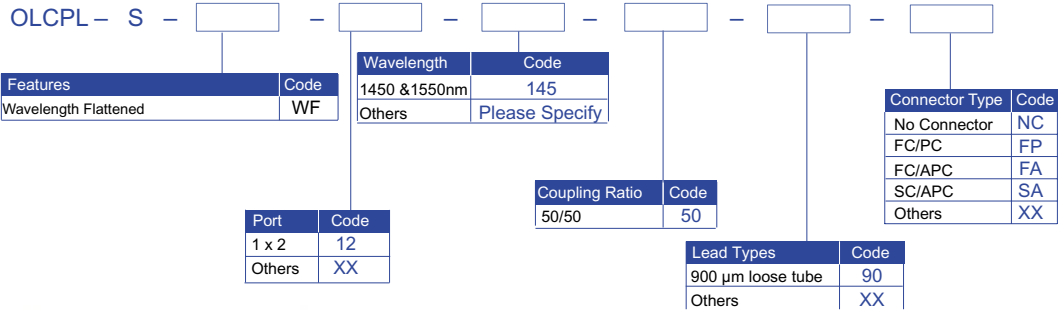 OLCPL – S – – – – – –
Features Code
Wavelength Flattened WF
Port Code
1 x 2 12
Others XX
Wavelength Code
1450 &1550nm 145
Others Please Specify
Coupling Ratio Code
50/50 50
Lead Types Code
900 µm loose tube 90
Others XX
Connector Type Code
No Connector NC
FC/PC FP
FC/APC FA
SC/APC SA
Others XX